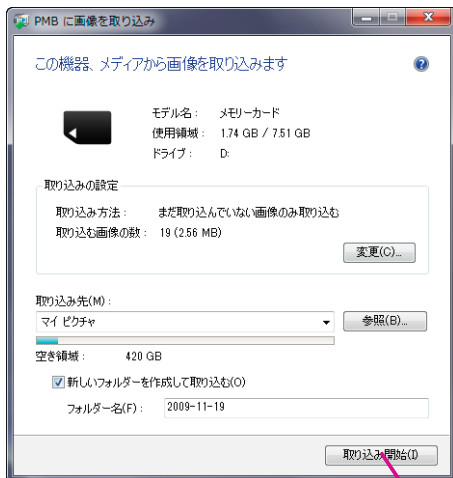 PMB に画像を取り込み
この機器、メディアから画像を取り込みます
モデル名： メモリーカード
使用領域： 1.74 GB / 7.51 GB
ドライブ： D:
取り込みの設定
取り込み方法： まだ取り込んでいない画像のみ取り込む
取り込む画像の数： 19 (2.56 MB)
変更(C)...
取り込み先(M)：
マイ ピクチャ
参照(B)...
空き領域： 420 GB
新しいフォルダーを作成して取り込む(O)
フォルダー名(F)： 2009-11-19
取り込み開始(I)